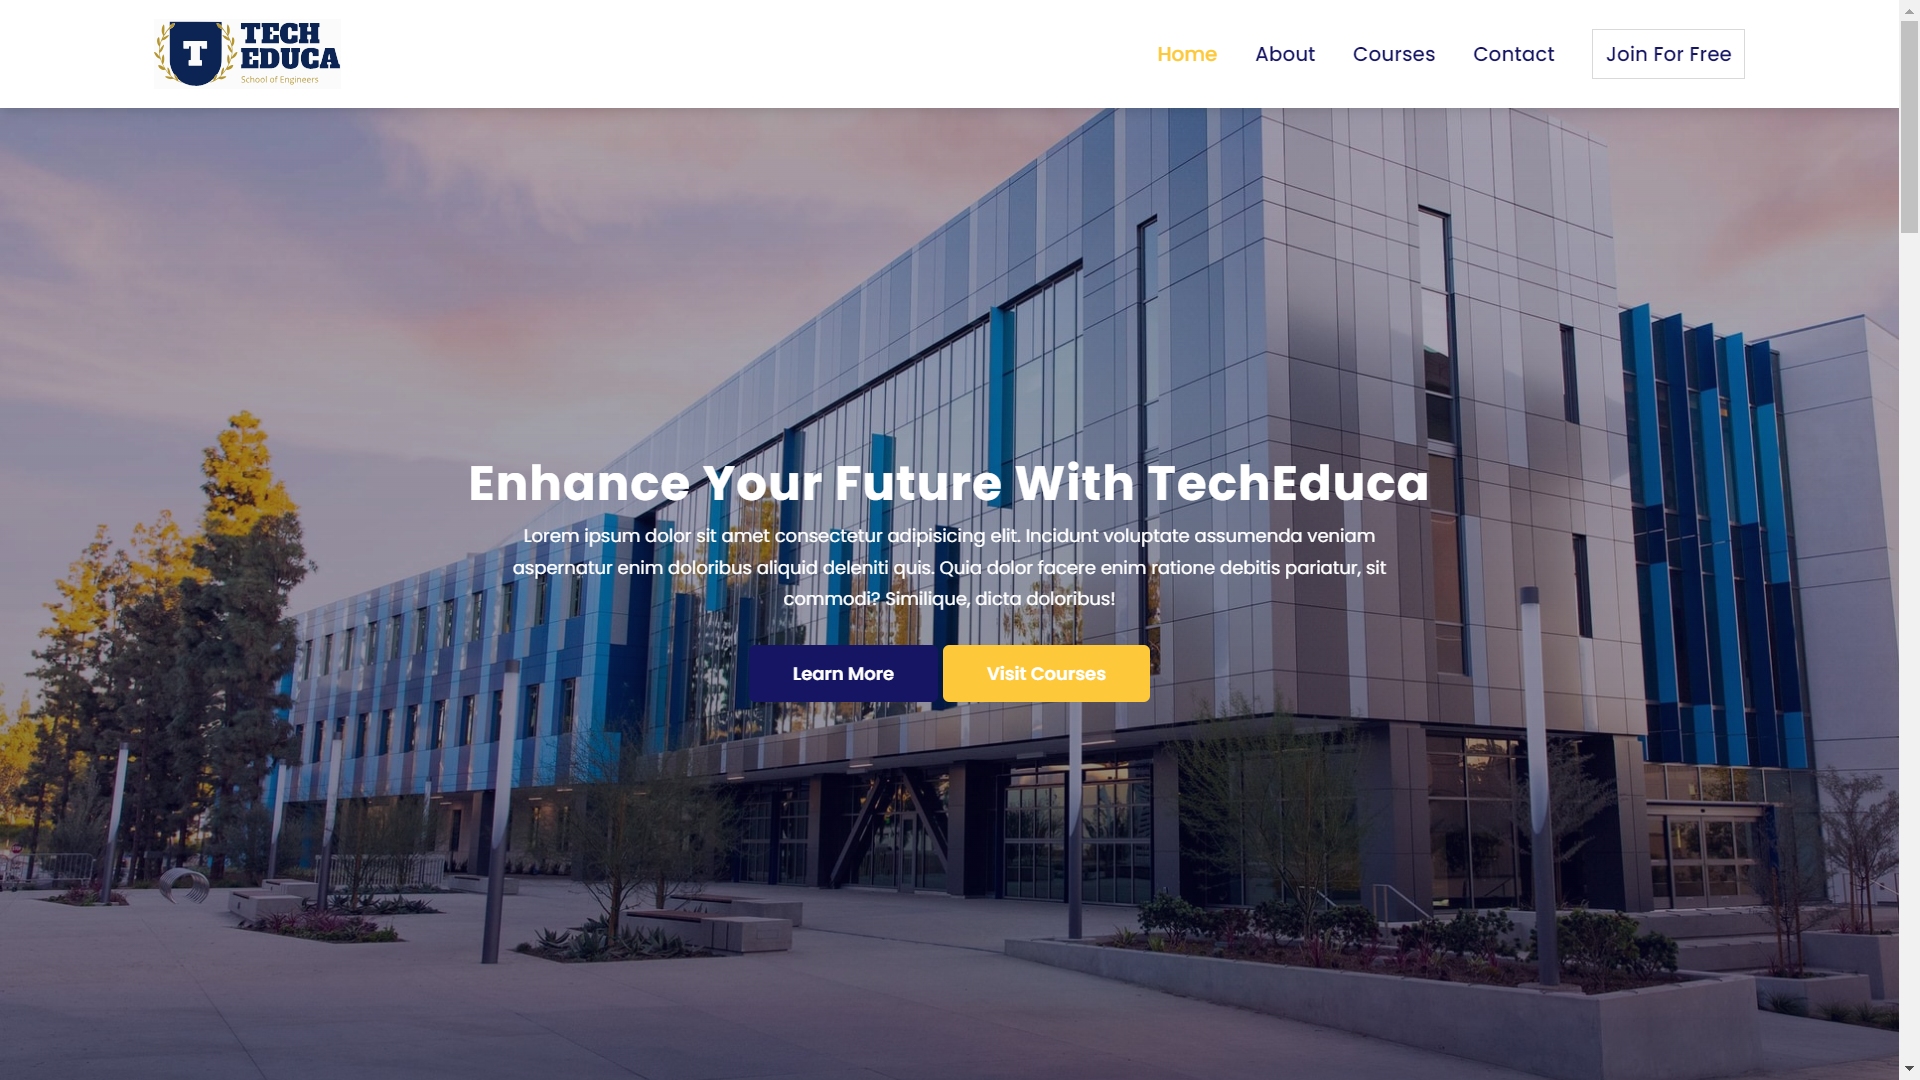 T
TECH
EDUCA
School of Engineers
Home
About
Courses
Contact
Join For Free
Enhance Your Future With TechEduca
Lorem ipsum dolor sit amet consectetur adipisicing elit. Incidunt voluptate assumenda veniam
aspernatur enim doloribus aliquid deleniti quis. Quia dolor facere enim ratione debitis pariatur, sit
commodi? Similique, dicta doloribus!
Learn More
Visit Courses